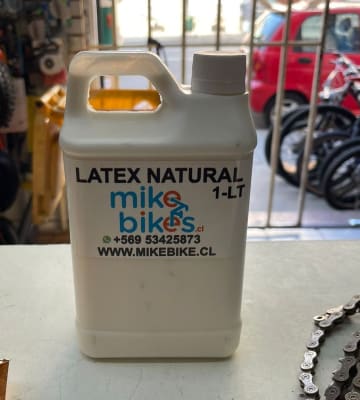 LATEX NATURAL
1-LT
mike
bikes.cl
+569 53425873
WWW.MIKEBIKE.CL